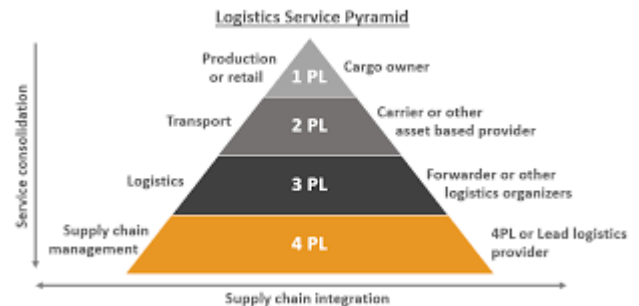 Logistics Service Pyramid
Production
or retail
1 PL
Cargo owner
Transport
2 PL
Carrier or other
asset based provider
Logistics
3 PL
Forwarder or other
logistics organizers
Supply chain
management
4 PL
4PL or Lead logistics
provider
Service consolidation
Supply chain integration